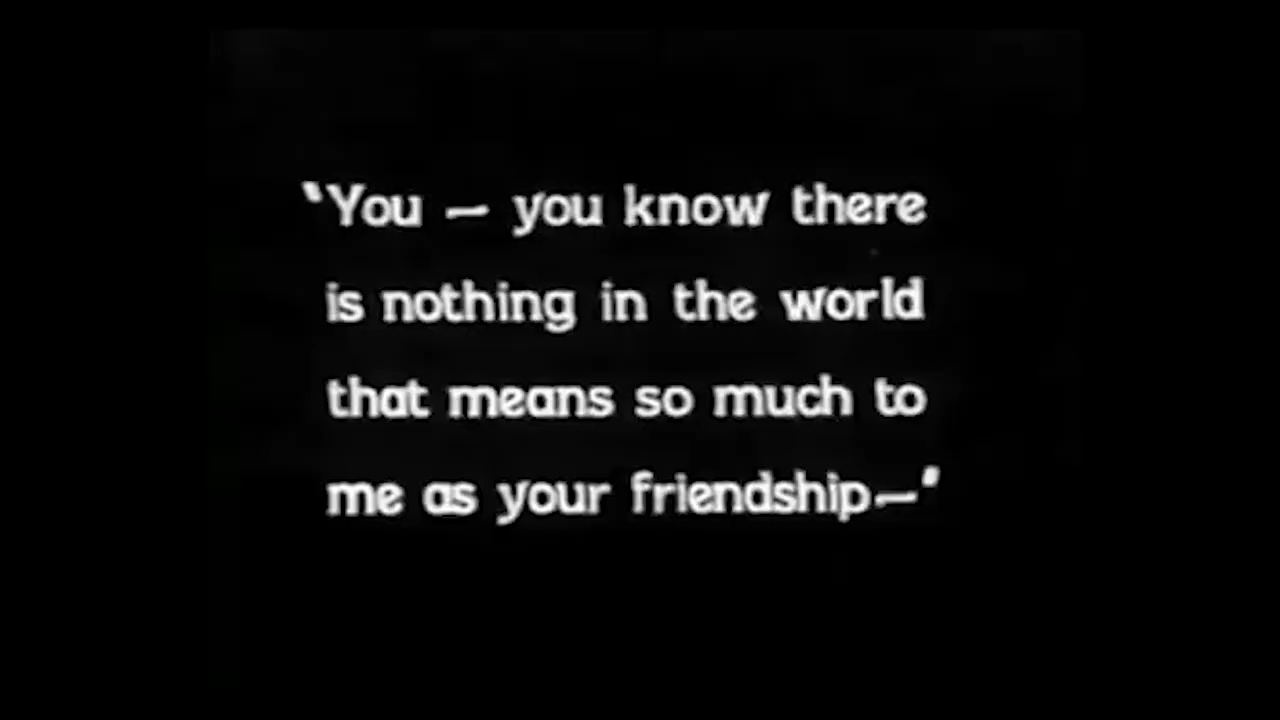 ‘You — you know there
is nothing in the world
that means so much to
me as your friendship—’